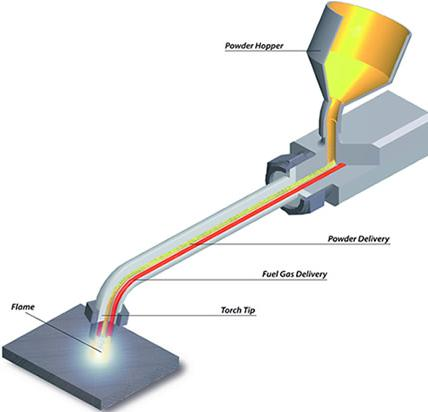 Powder Hopper
Powder Delivery
Fuel Gas Delivery
Torch Tip
Flame